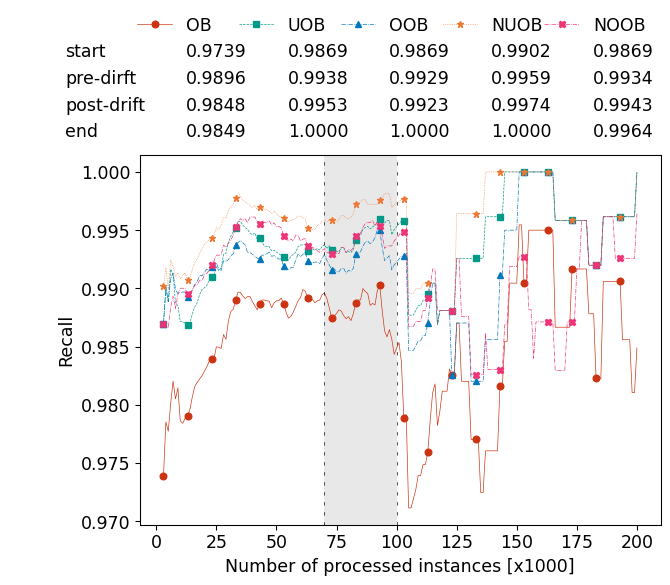 OB UOB OOB NUOB NOOB
start 0.9739 0.9869 0.9869 0.9902 0.9869
pre-dirft 0.9896 0.9938 0.9929 0.9959 0.9934
post-drift 0.9848 0.9953 0.9923 0.9974 0.9943
end 0.9849 1.0000 1.0000 1.0000 0.9964
1.000
0.995
0.990
0.985
0.980
0.975
0.970
Recall
0 25 50 75 100 125 150 175 200
Number of processed instances [x1000]